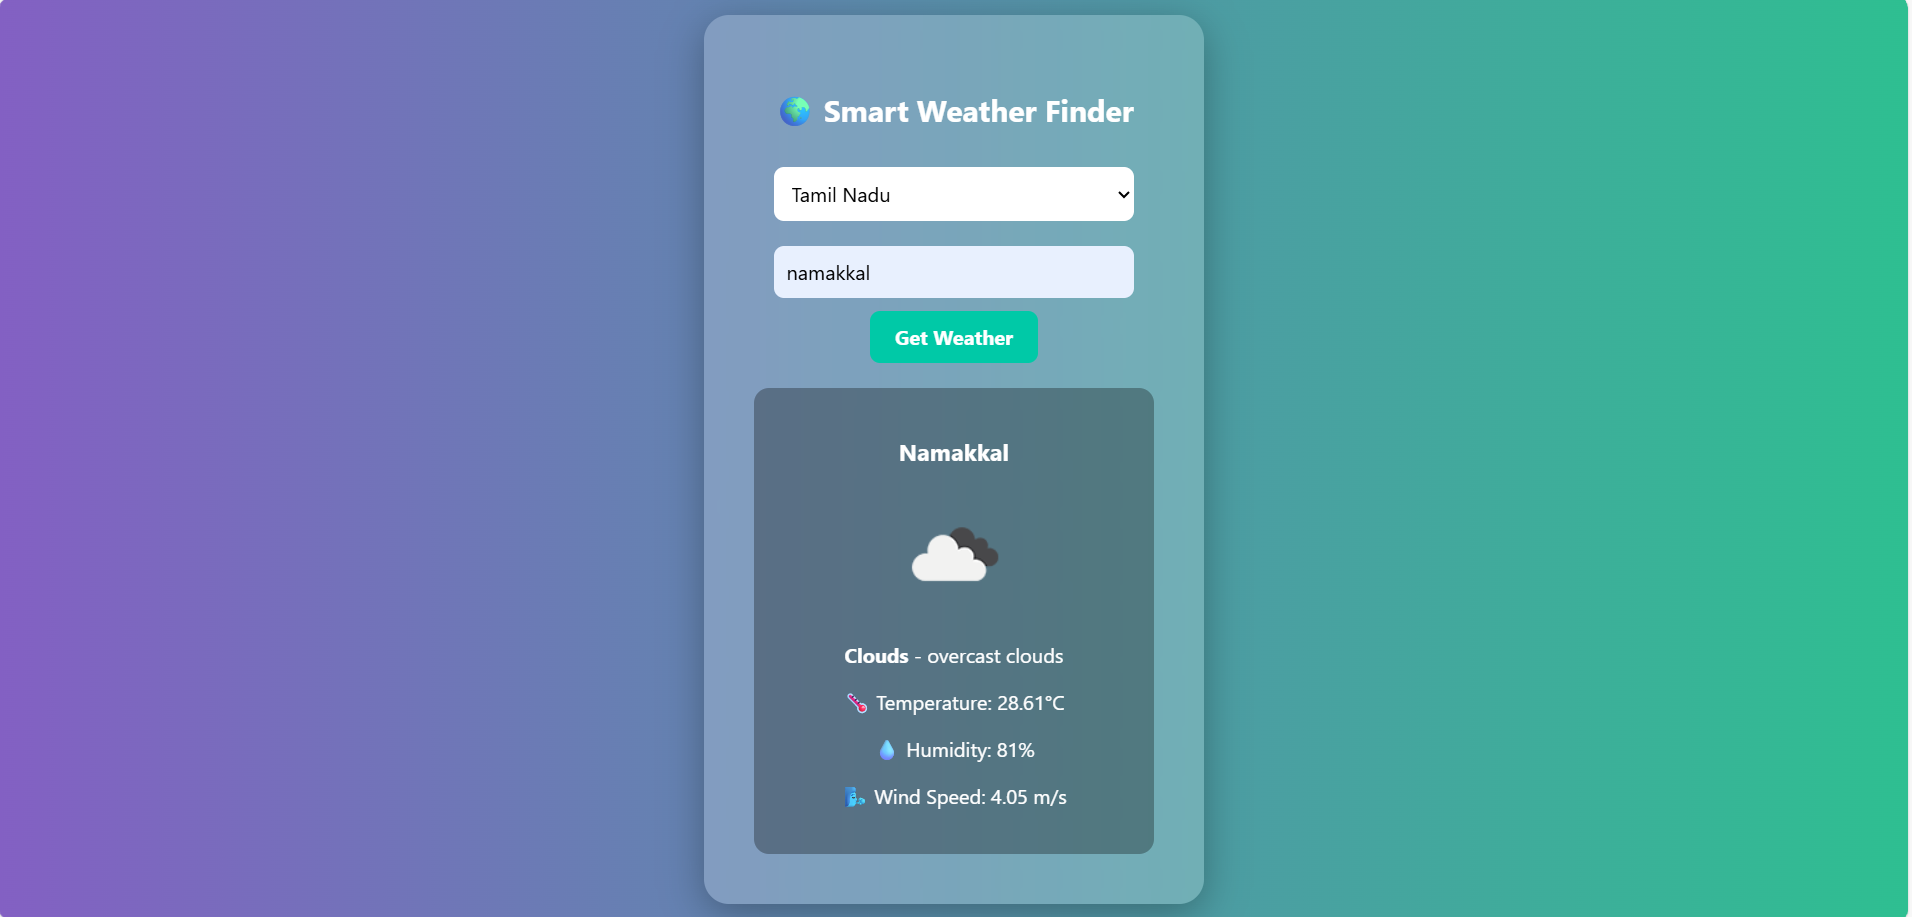 Smart Weather Finder
Tamil Nadu
namakkal
Get Weather
Namakkal
Clouds - overcast clouds
Temperature: 28.61°C
Humidity: 81%
Wind Speed: 4.05 m/s